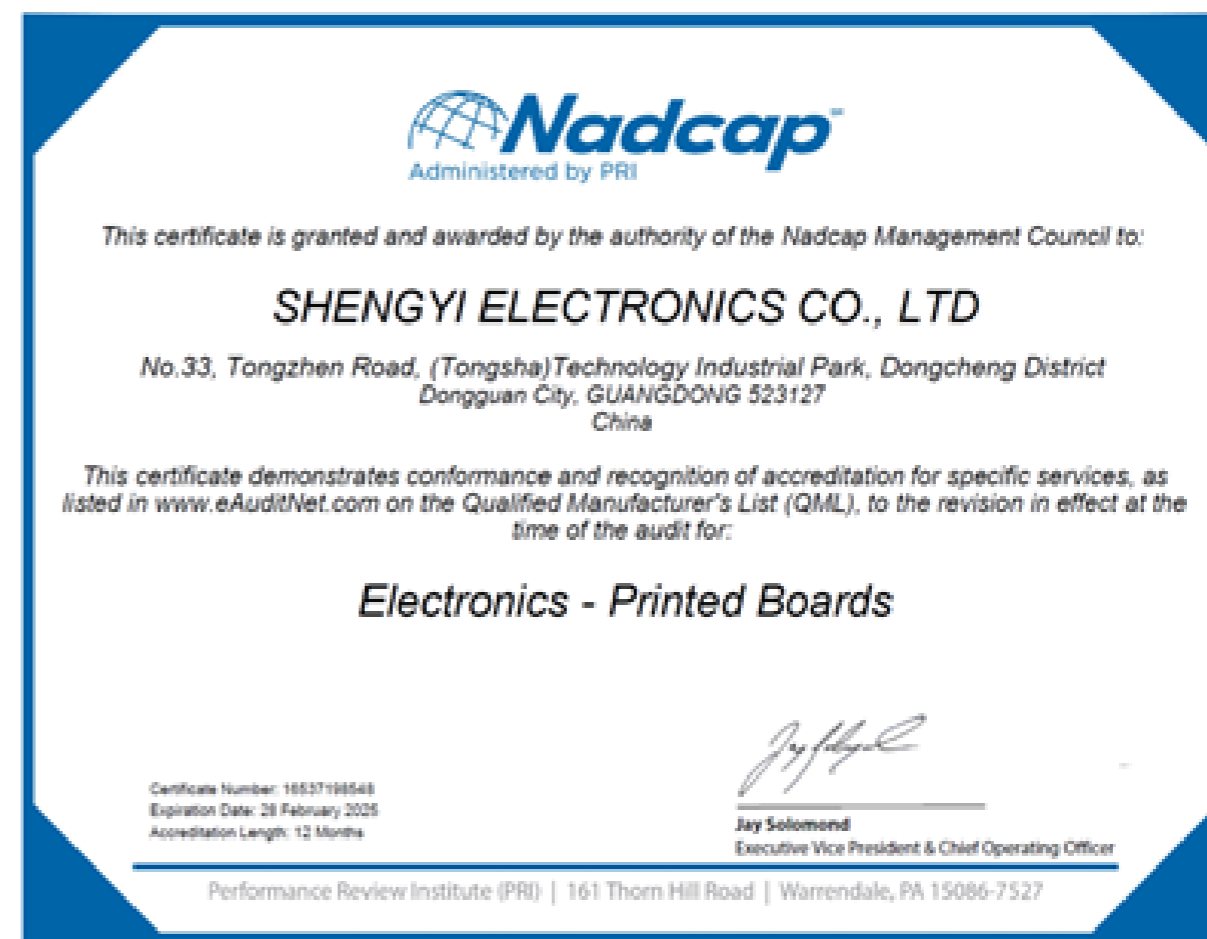 Nadcap
Administered by PRI
This certificate is granted and awarded by the authority of the Nadcap Management Council to:
SHENGYI ELECTRONICS CO., LTD
No.33, Tongzhen Road, (Tongsha)Technology Industrial Park, Dongcheng District
Dongguan City, GUANGDONG 523127
China
This certificate demonstrates conformance and recognition of accreditation for specific services, as
listed in www.eAuditNet.com on the Qualified Manufacturer's List (QML), to the revision in effect at the
time of the audit for:
Electronics - Printed Boards
Certificate Number:
Expiration Date: 28 February 2025
Accreditation Length: 12 Months
Jay Solomond
Executive Vice President & Chief Operating Officer
Performance Review Institute (PRI) | 161 Thorn Hill Road | Warrendale, PA 15086-7527